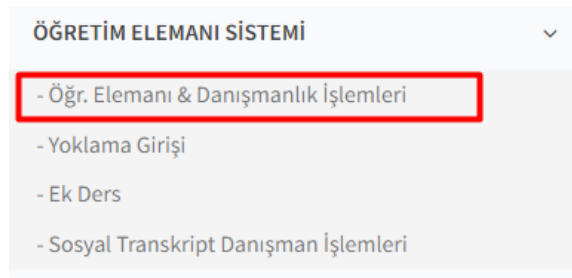 ÖĞRETİM ELEMANI SİSTEMİ
- Öğr. Elemanı & Danışmanlık İşlemleri
- Yoklama Girişi
- Ek Ders
- Sosyal Transkript Danışman İşlemleri